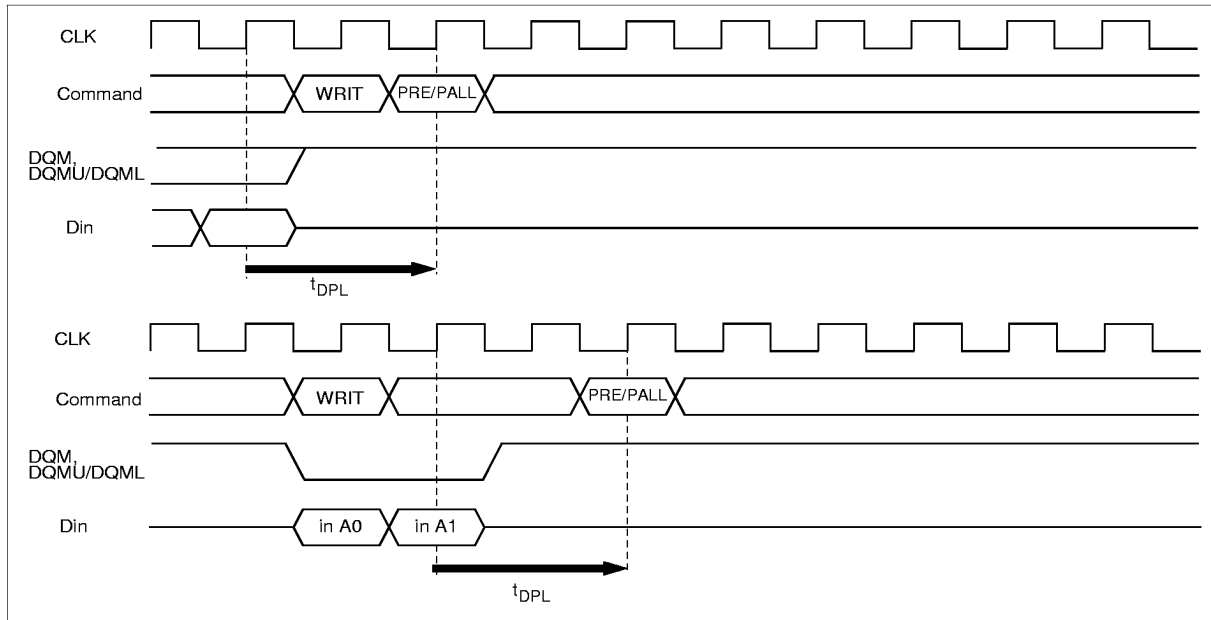 CLK
Command WRIT PRE/PALL
DQM,
DQMU/DQML
Din
tDPL
CLK
Command WRIT PRE/PALL
DQM,
DQMU/DQML
Din in A0 in A1
tDPL